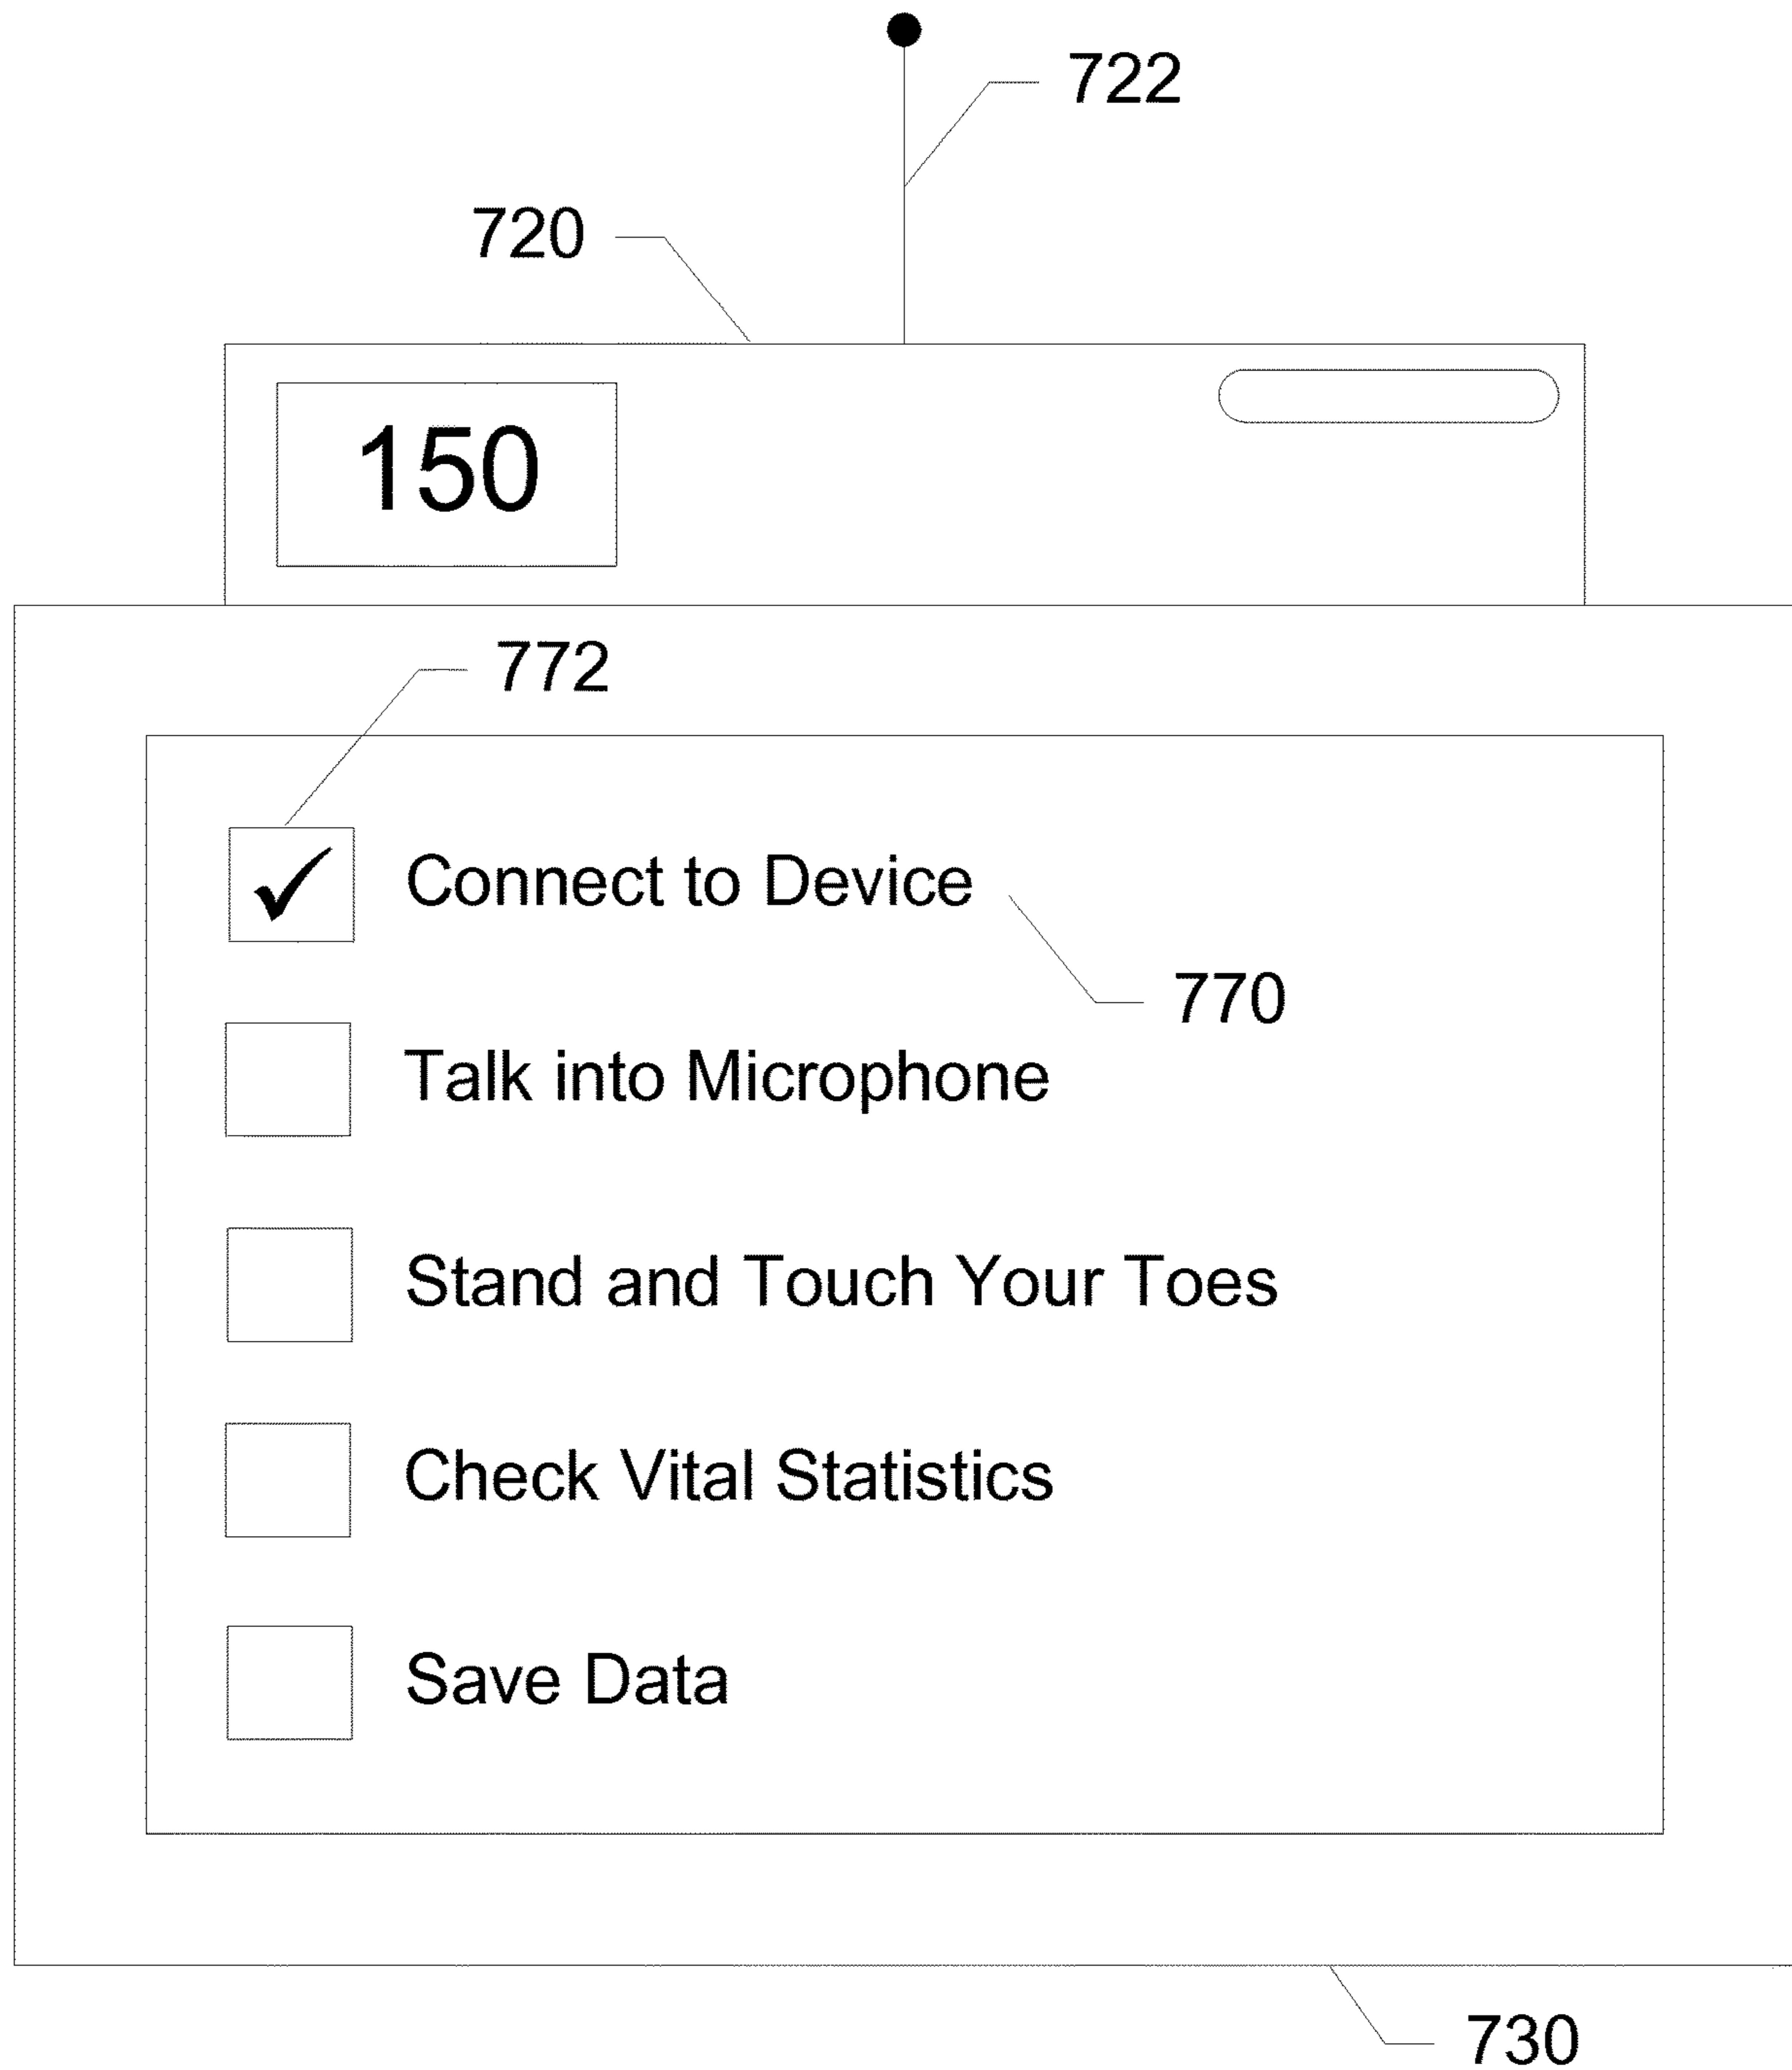 722
720
150
772
✓ Connect to Device
770
Talk into Microphone
Stand and Touch Your Toes
Check Vital Statistics
Save Data
730